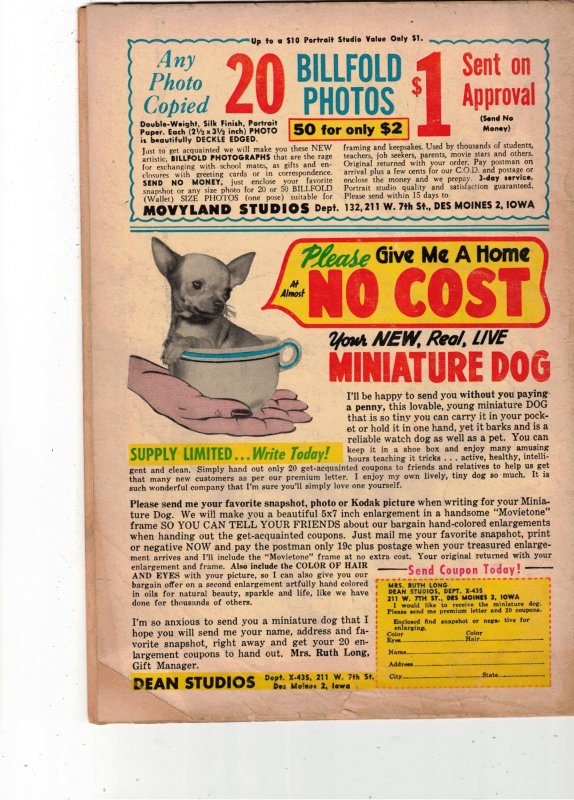 Up to a $10 Portrait Studio Value Only $1.
Any
Photo
Copied
20
BILLFOLD
PHOTOS
50 for only $2
$1
Sent on
Approval
(Send No
Money)
Double-Weight, Silk Finish, Portrait
Paper. Each (2½ x 3½ inch) PHOTO
is beautifully DECKLE EDGED.
Just to get acquainted we will make you these NEW
artistic, BILLFOLD PHOTOGRAPHS that are the rage
for exchanging with school mates, as gifts and en-
closures with greeting cards or in correspondence.
SEND NO MONEY, just enclose your favorite
snapshot or any size photo for 20 or 50 BILLFOLD
(Wallet) SIZE PHOTOS (one pose) suitable for
framing and keepsakes. Used by thousands of students,
teachers, job seekers, parents, movie stars and others.
Original returned with your order. Pay postman on
arrival plus a few cents for our C.O.D. and postage or
enclose the money and we prepay. 3-day service.
Portrait studio quality and satisfaction guaranteed.
Please send within 15 days to
MOVYLAND STUDIOS Dept. 132, 211 W. 7th St., DES MOINES 2, IOWA
Please Give Me A Home
At
Almost
NO COST
Your NEW, Real, LIVE
MINIATURE DOG
I'll be happy to send you without you paying
a penny, this lovable, young miniature DOG
that is so tiny you can carry it in your pock-
et or hold it in one hand, yet it barks and is a
reliable watch dog as well as a pet. You can
keep it in a shoe box and enjoy many amusing
hours teaching it tricks . . . active, healthy, intelli-
SUPPLY LIMITED...Write Today!
gent and clean. Simply hand out only 20 get-acquainted coupons to friends and relatives to help us get
that many new customers as per our premium letter. I enjoy my own lively, tiny dog so much. It is
such wonderful company that I'm sure you'll simply love one yourself.
Please send me your favorite snapshot, photo or Kodak picture when writing for your Minia-
ture Dog. We will make you a beautiful 5x7 inch enlargement in a handsome "Movietone"
frame SO YOU CAN TELL YOUR FRIENDS about our bargain hand-colored enlargements
when handing out the get-acquainted coupons. Just mail me your favorite snapshot, print
or negative NOW and pay the postman only 19c plus postage when your treasured enlarge-
ment arrives and I'll include the "Movietone" frame at no extra cost. Your original returned with your
enlargement and frame. Also include the COLOR OF HAIR
AND EYES with your picture, so I can also give you our
bargain offer on a second enlargement artfully hand colored
in oils for natural beauty, sparkle and life, like we have
done for thousands of others.
I'm so anxious to send you a miniature dog that I
hope you will send me your name, address and fa-
vorite snapshot, right away and get your 20 en-
largement coupons to hand out. Mrs. Ruth Long,
Gift Manager.
DEAN STUDIOS Dept. X-435, 211 W. 7th St.
Des Moines 2, Iowa
Send Coupon Today!
MRS. RUTH LONG
DEAN STUDIOS, DEPT. X-435
211 W. 7TH ST., DES MOINES 2, IOWA
I would like to receive the miniature dog.
Please send me premium letter and 20 coupons.
Enclosed find snapshot or nega-tive for
enlarging.
Color Color
Eyes Hair
Name
Address
City State